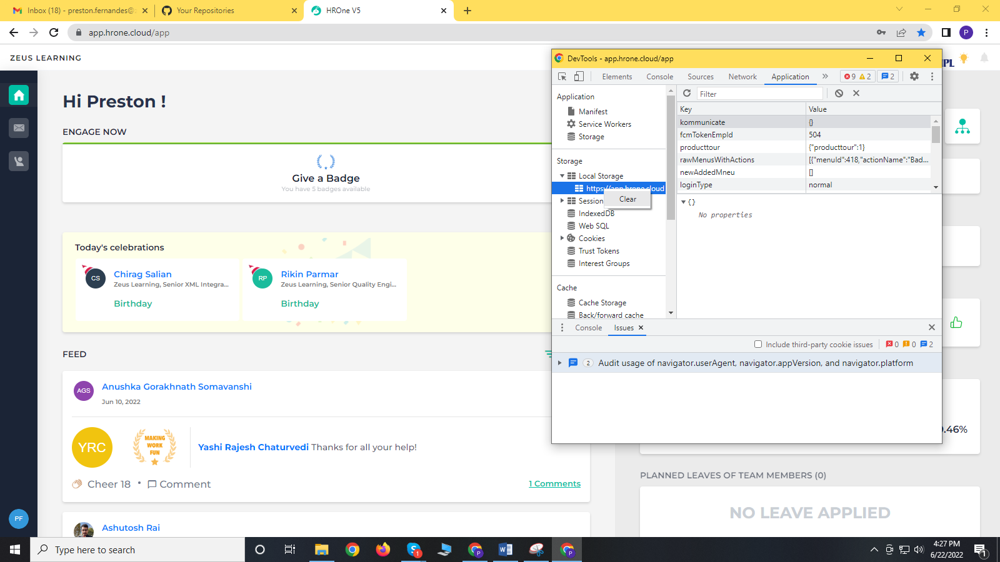 Inbox (18) - preston.fernandes@z
Your Repositories
HROne V5
app.hrone.cloud/app
P
ZEUS LEARNING
Hi Preston !
ENGAGE NOW
Give a Badge
You have 5 badges available
Today's celebrations
CS
Chirag Salian
Zeus Learning, Senior XML Integra...
Birthday
RP
Rikin Parmar
Zeus Learning, Senior Quality Engi...
Birthday
FEED
AGS
Anushka Gorakhnath Somavanshi
Jun 10, 2022
YRC
MAKING
WORK
FUN
Yashi Rajesh Chaturvedi Thanks for all your help!
Cheer 18 • Comment
1 Comments
Ashutosh Rai
PF
DevTools - app.hrone.cloud/app
Elements
Console
Sources
Network
Application
9
2
2
Application
Manifest
Service Workers
Storage
Storage
Local Storage
https://app.hrone.cloud
Clear
Session
IndexedDB
Web SQL
Cookies
Trust Tokens
Interest Groups
Cache
Cache Storage
Back/forward cache
Filter
Key
Value
kommunicate
{}
fcmTokenEmpId
504
producttour
{"producttour":1}
rawMenusWithActions
[{"menuId":418,"actionName":"Bad...
newAddedMneu
[]
loginType
normal
{}
No properties
Console
Issues
Include third-party cookie issues
0
0
2
2
Audit usage of navigator.userAgent, navigator.appVersion, and navigator.platform
.46%
PLANNED LEAVES OF TEAM MEMBERS (0)
NO LEAVE APPLIED
Type here to search
4:27 PM
6/22/2022
1